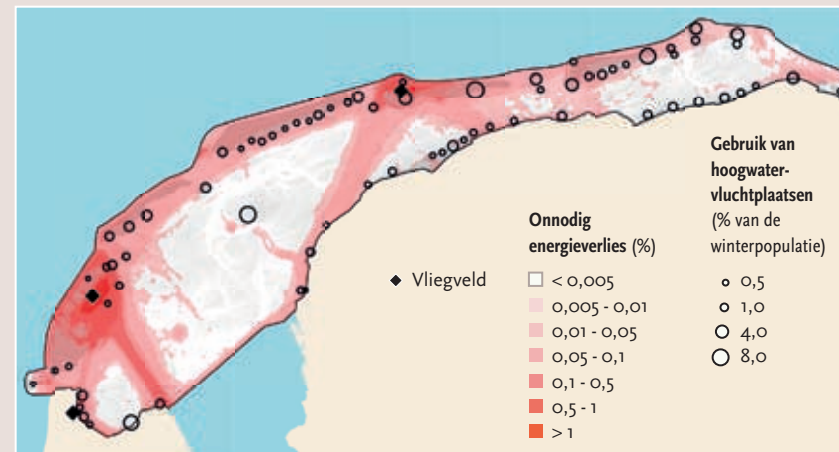 Gebruik van
hoogwater-
vluchtplaatsen
(% van de
winterpopulatie)
0,5
1,0
4,0
8,0
Onnodig
energieverlies (%)
< 0,005
0,005 - 0,01
0,01 - 0,05
0,05 - 0,1
0,1 - 0,5
0,5 - 1
> 1
Vliegveld